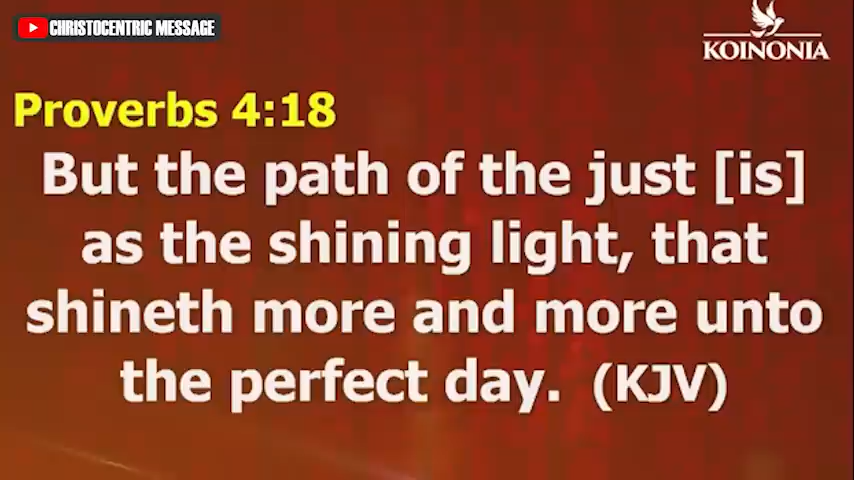 CHRISTOCENTRIC MESSAGE
KOINONIA
Proverbs 4:18
But the path of the just [is]
as the shining light, that
shineth more and more unto
the perfect day. (KJV)